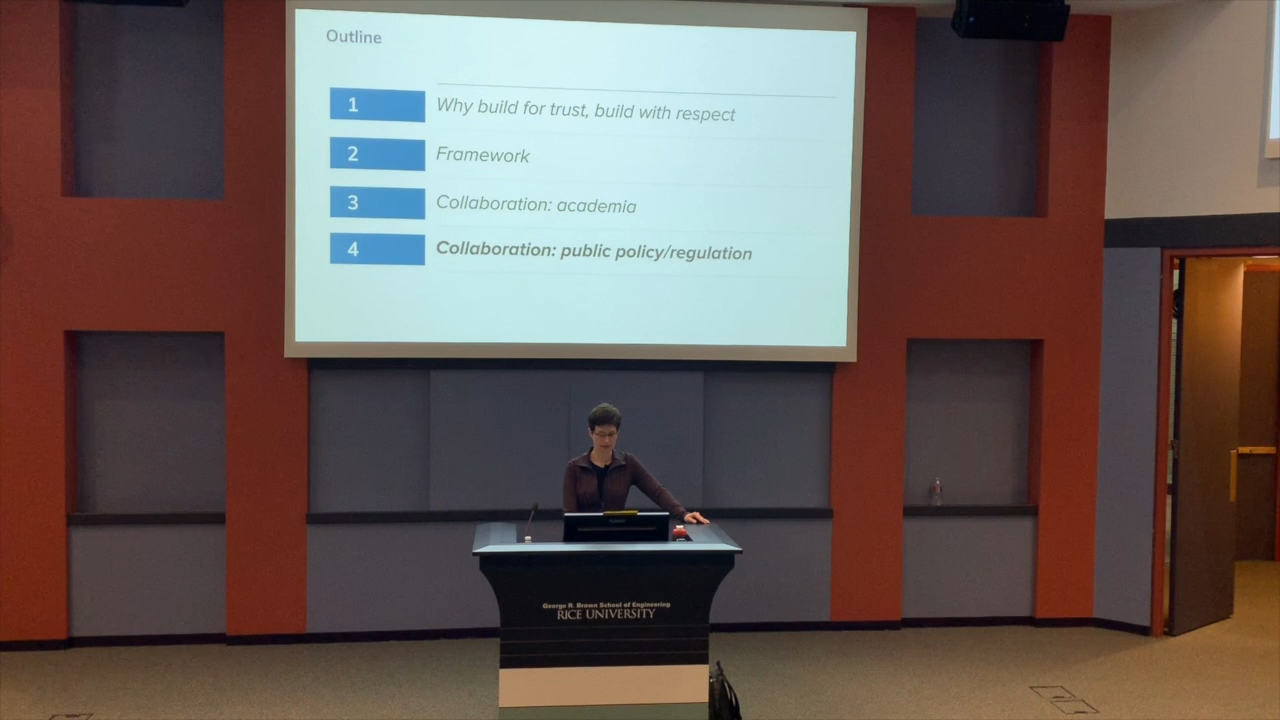 Outline
1 Why build for trust, build with respect
2 Framework
3 Collaboration: academia
4 Collaboration: public policy/regulation
George R. Brown School of Engineering
RICE UNIVERSITY